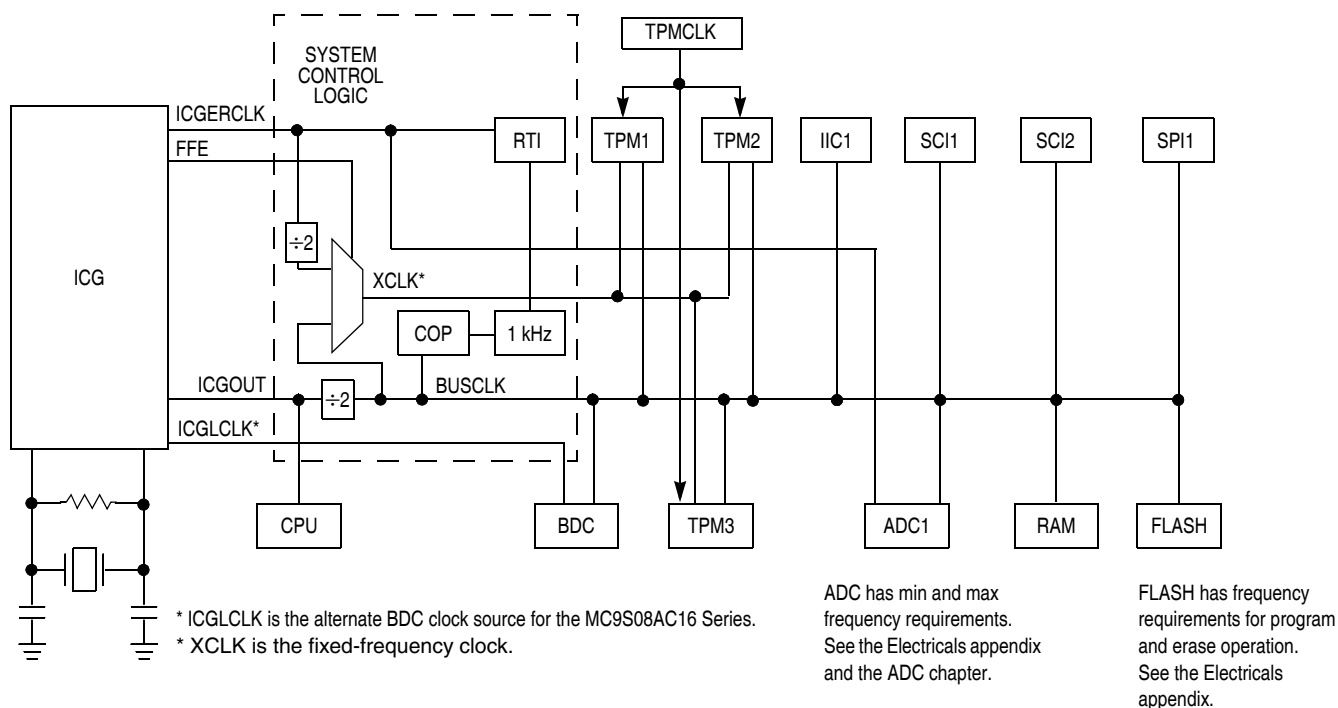 SYSTEM
CONTROL
LOGIC
TPMCLK
ICGERCLK
FFE
RTI
TPM1
TPM2
IIC1
SCI1
SCI2
SPI1
÷2
ICG
XCLK*
COP
1 kHz
ICGOUT
÷2
BUSCLK
ICGLCLK*
CPU
BDC
TPM3
ADC1
RAM
FLASH
* ICGLCLK is the alternate BDC clock source for the MC9S08AC16 Series.
* XCLK is the fixed-frequency clock.
ADC has min and max
frequency requirements.
See the Electricals appendix
and the ADC chapter.
FLASH has frequency
requirements for program
and erase operation.
See the Electricals
appendix.